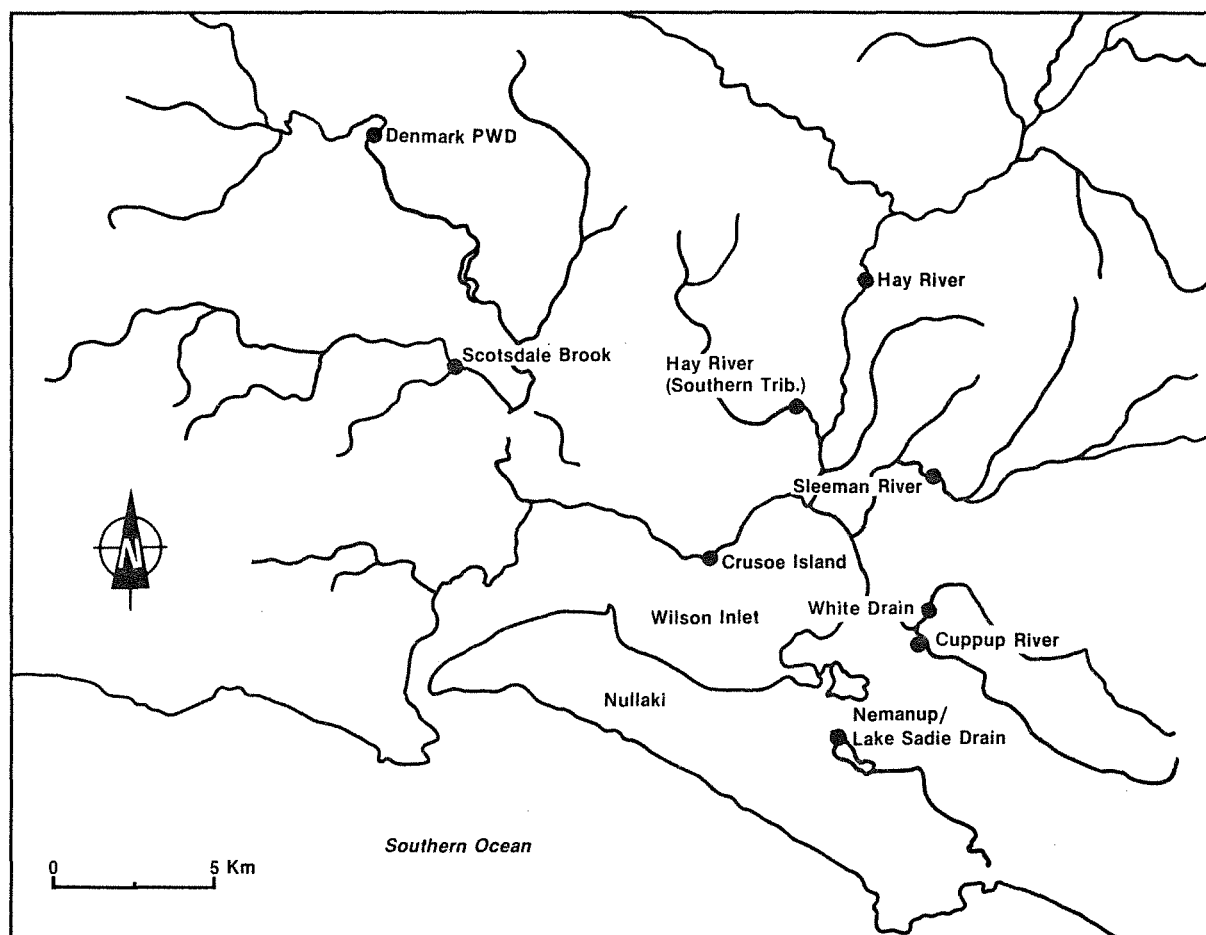 Denmark PWD
Hay River
Scotsdale Brook
Hay River
(Southern Trib.)
Sleeman River
N
Crusoe Island
White Drain
Wilson Inlet
Cuppup River
Nullaki
Nemanup/
Lake Sadie Drain
Southern Ocean
0 5 Km